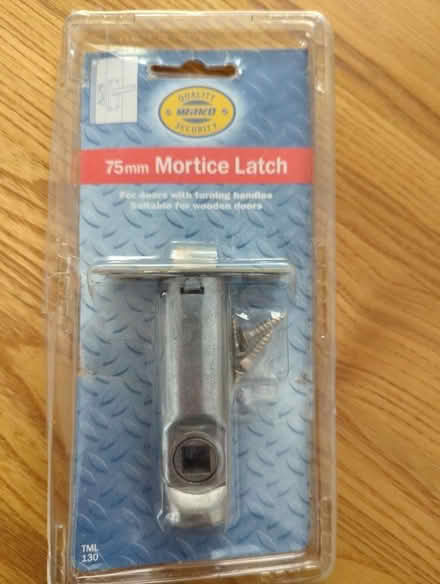 QUALITY
SECURITY
75mm Mortice Latch
For doors with turning handles
Suitable for wooden doors
TML
130